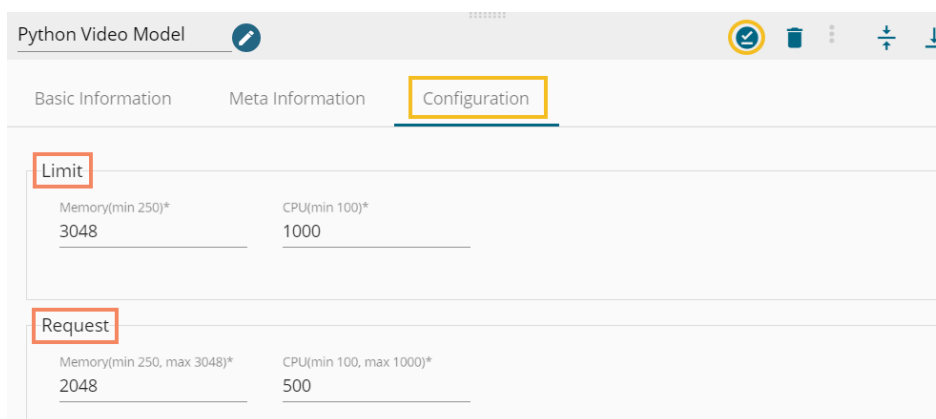 Python Video Model
Basic Information Meta Information Configuration
Limit
Memory(min 250)* CPU(min 100)*
3048 1000
Request
Memory(min 250, max 3048)* CPU(min 100, max 1000)*
2048 500